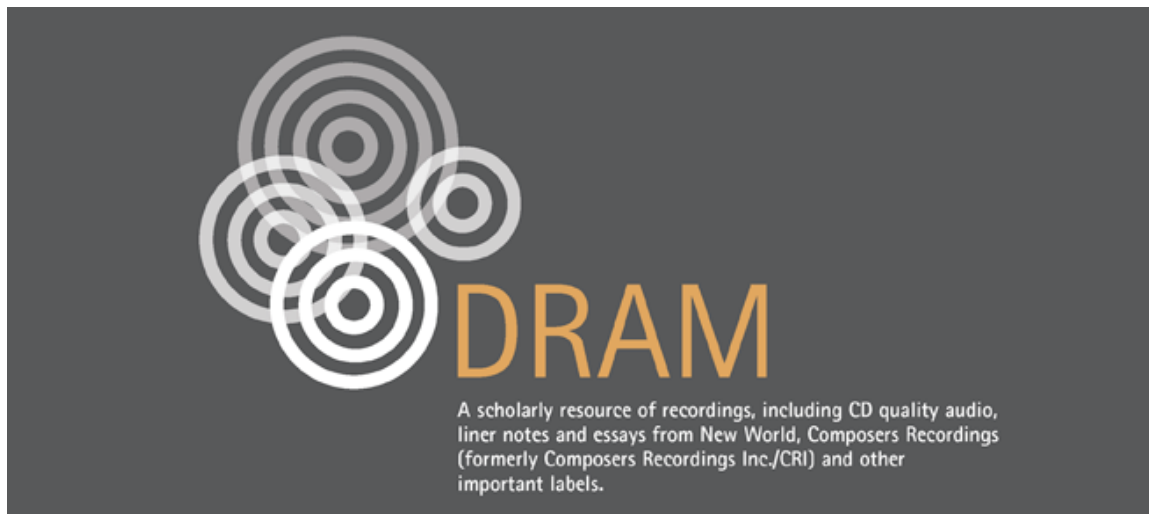 DRAM
A scholarly resource of recordings, including CD quality audio,
liner notes and essays from New World, Composers Recordings
(formerly Composers Recordings Inc./CRI) and other
important labels.